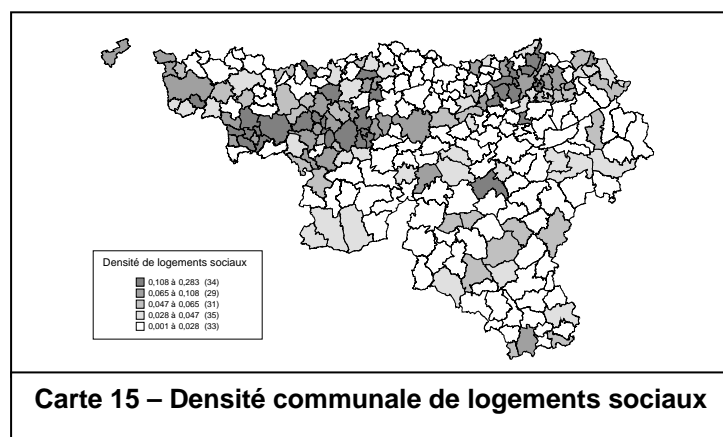 Densité de logements sociaux
0,108 à 0,283 (34)
0,065 à 0,108 (29)
0,047 à 0,065 (31)
0,028 à 0,047 (35)
0,001 à 0,028 (33)
Carte 15 – Densité communale de logements sociaux